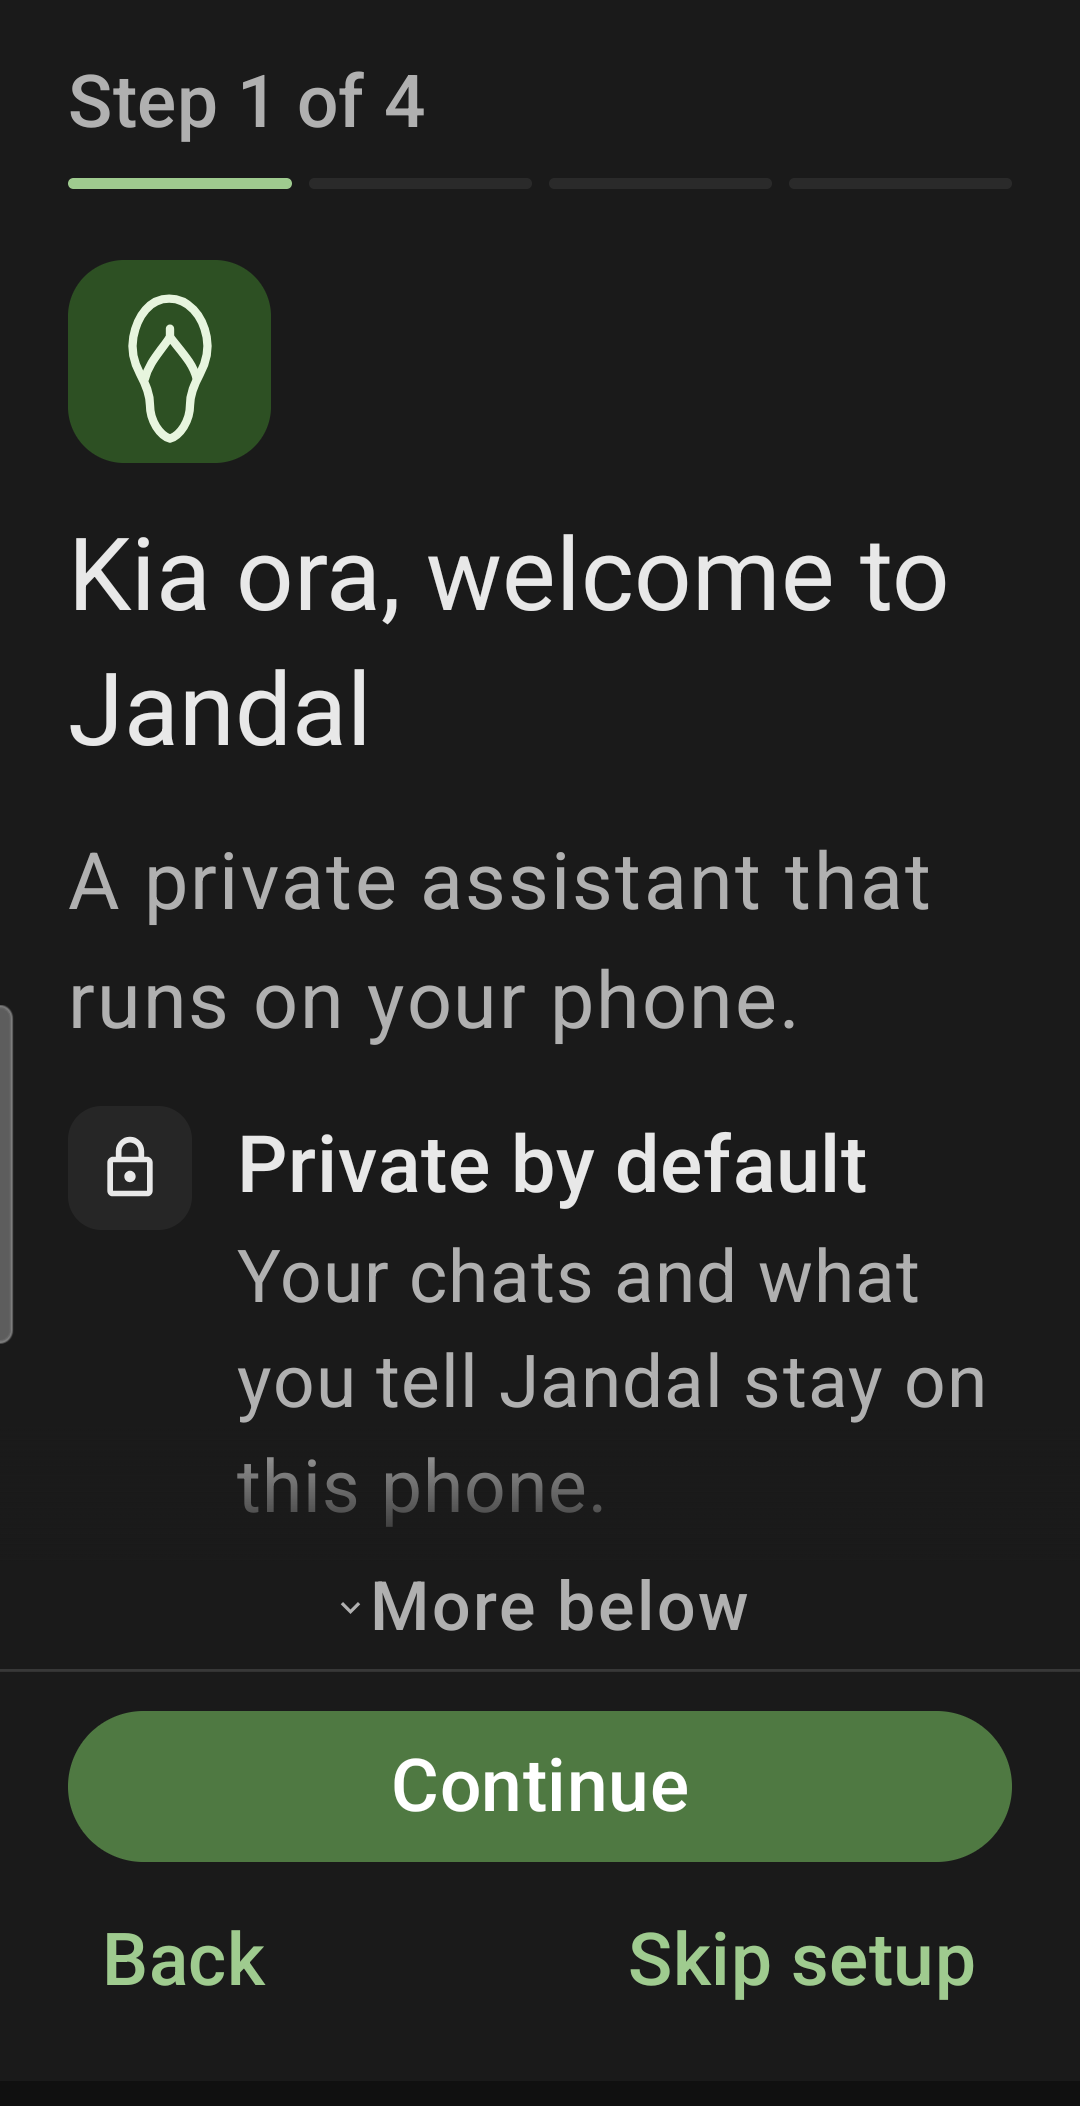 Step 1 of 4
Kia ora, welcome to
Jandal
A private assistant that
runs on your phone.
Private by default
Your chats and what
you tell Jandal stay on
this phone.
More below
Continue
Back
Skip setup